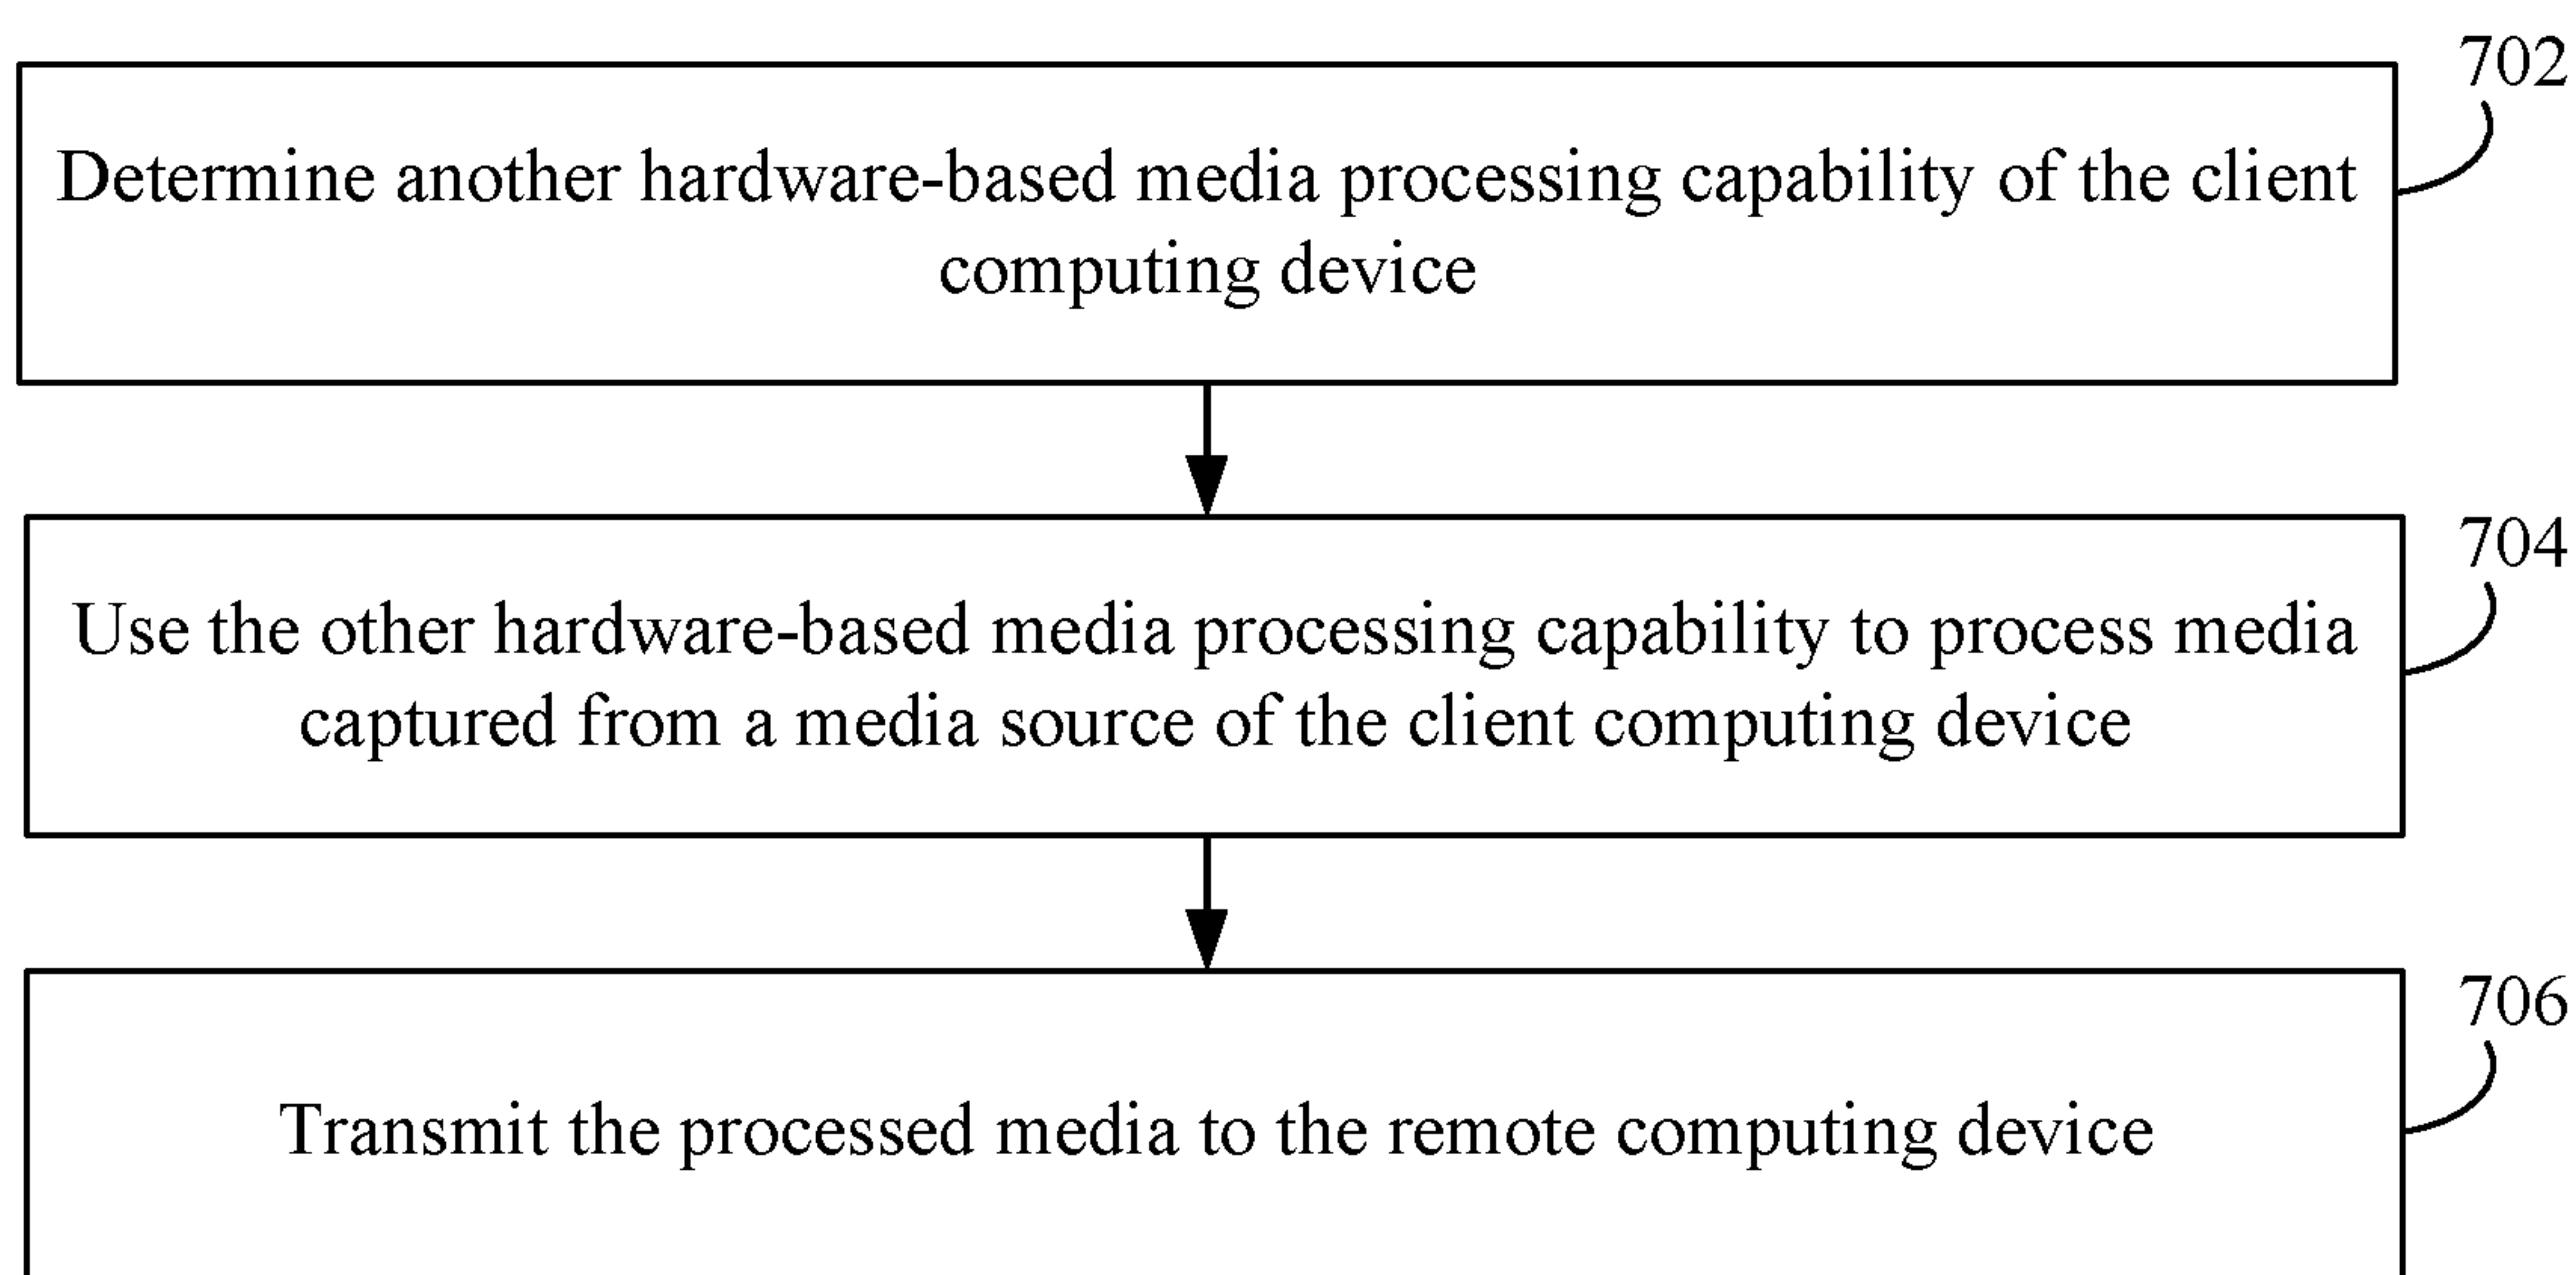 702
Determine another hardware-based media processing capability of the client
computing device
704
Use the other hardware-based media processing capability to process media
captured from a media source of the client computing device
706
Transmit the processed media to the remote computing device